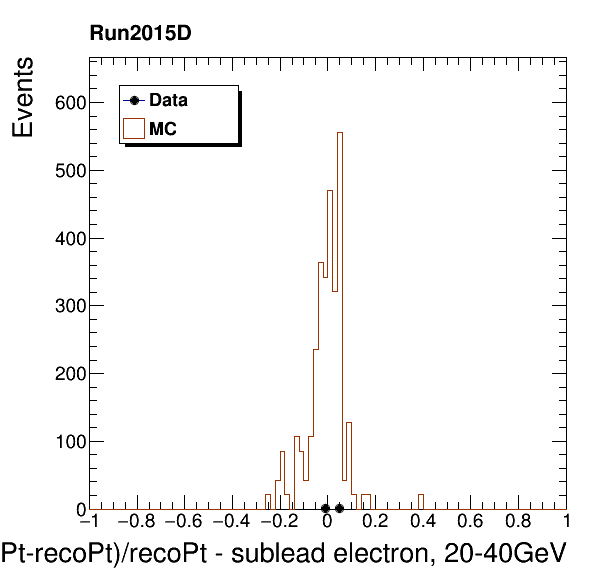 Run2015D
Events
Data
MC
600
500
400
300
200
100
0
−1 −0.8 −0.6 −0.4 −0.2 0 0.2 0.4 0.6 0.8 1
Pt-recoPt)/recoPt - sublead electron, 20-40GeV